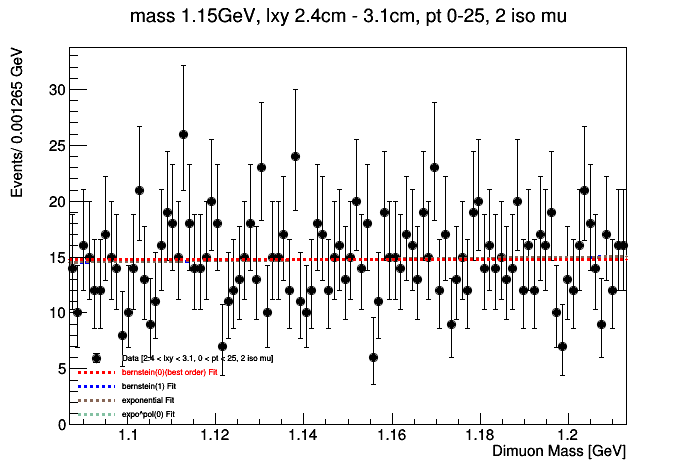 mass 1.15GeV, lxy 2.4cm - 3.1cm, pt 0-25, 2 iso mu
Events/ 0.001265 GeV
30
25
20
15
10
5
0
Data [2.4 < lxy < 3.1, 0 < pt < 25, 2 iso mu]
bernstein(0)(best order) Fit
bernstein(1) Fit
exponential Fit
expo*pol(0) Fit
1.1 1.12 1.14 1.16 1.18 1.2
Dimuon Mass [GeV]